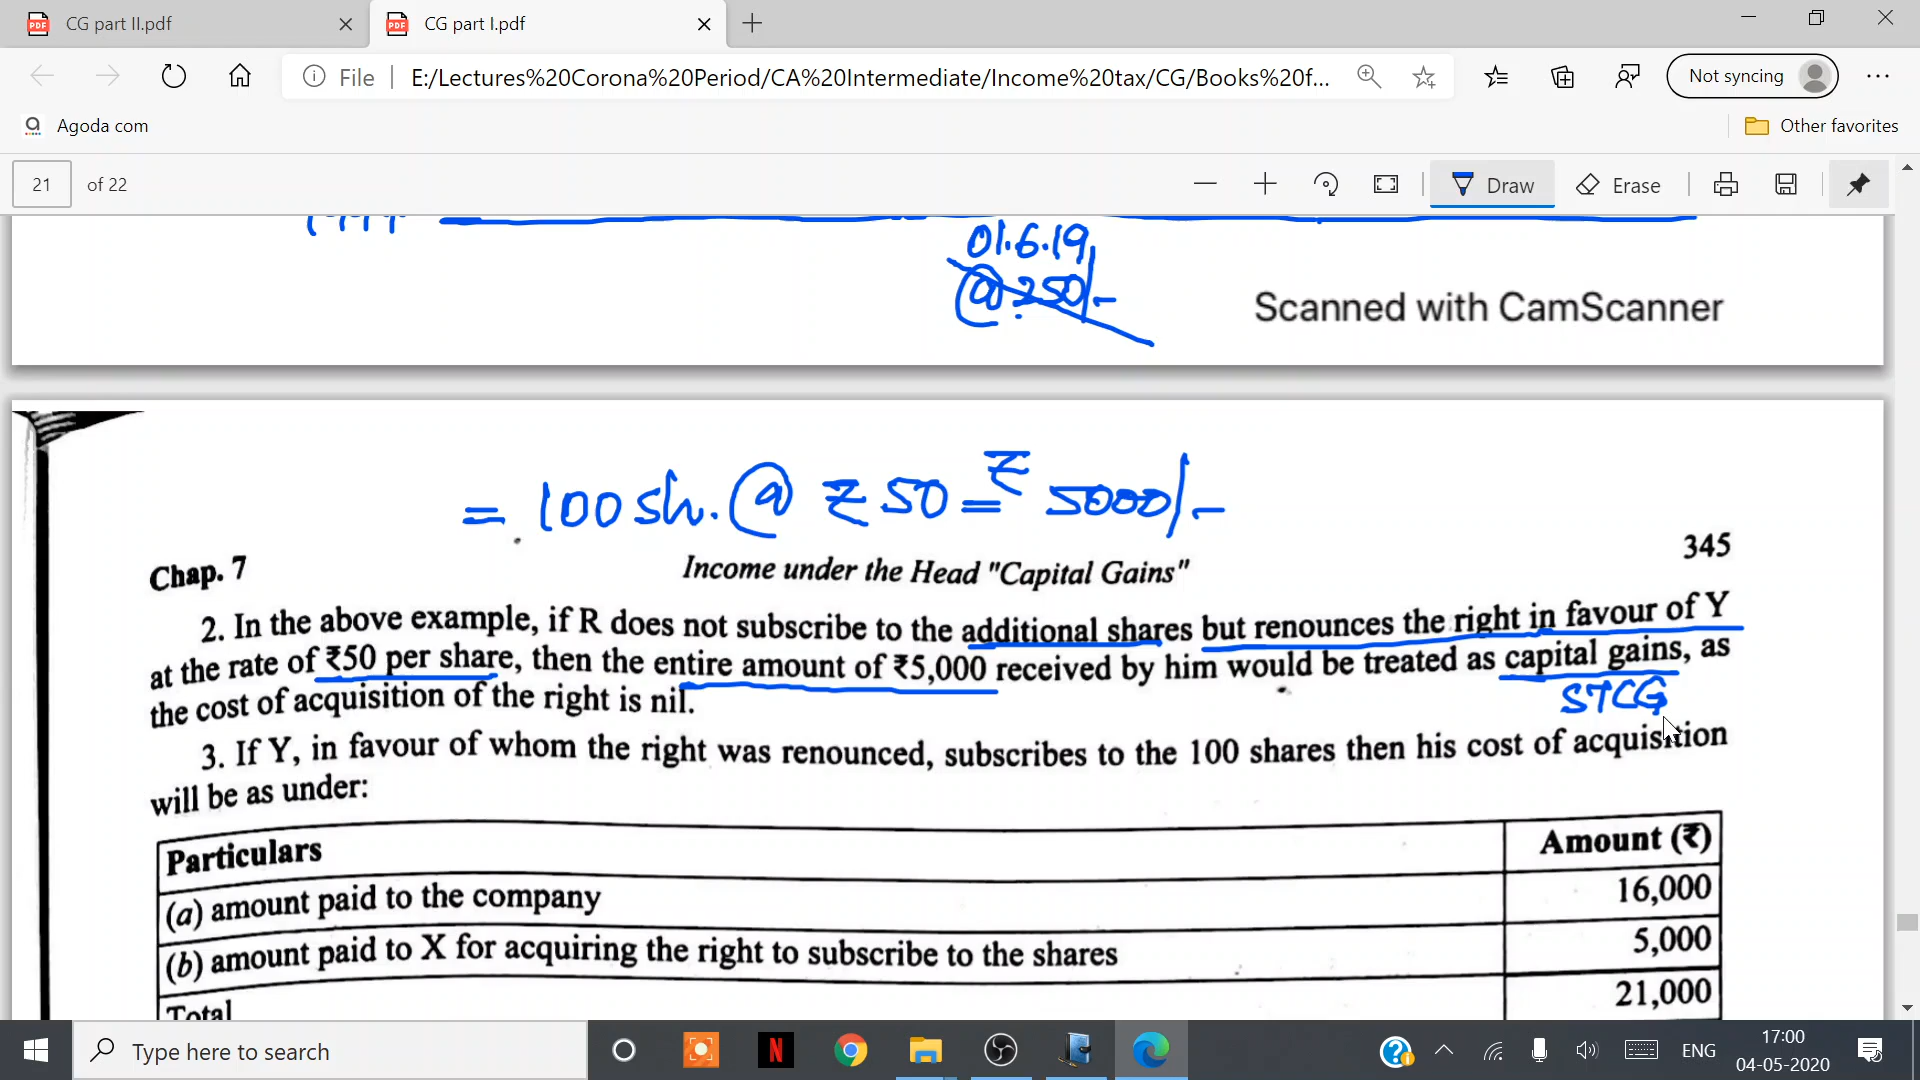 CG part II.pdf
CG part I.pdf
File
E:/Lectures%20Corona%20Period/CA%20Intermediate/Income%20tax/CG/Books%20f...
Not syncing
Agoda com
Other favorites
21 of 22
Draw
Erase
01.6.19
@ 250/-
Scanned with CamScanner
= 100 sh. @ ₹ 50 = ₹ 5000/-
345
Chap. 7
Income under the Head "Capital Gains"
2. In the above example, if R does not subscribe to the additional shares but renounces the right in favour of Y
at the rate of ₹50 per share, then the entire amount of ₹5,000 received by him would be treated as capital gains, as
the cost of acquisition of the right is nil.
STCG
3. If Y, in favour of whom the right was renounced, subscribes to the 100 shares then his cost of acquisition
will be as under:
Particulars
Amount (₹)
(a) amount paid to the company
16,000
(b) amount paid to X for acquiring the right to subscribe to the shares
5,000
Total
21,000
Type here to search
ENG
17:00
04-05-2020